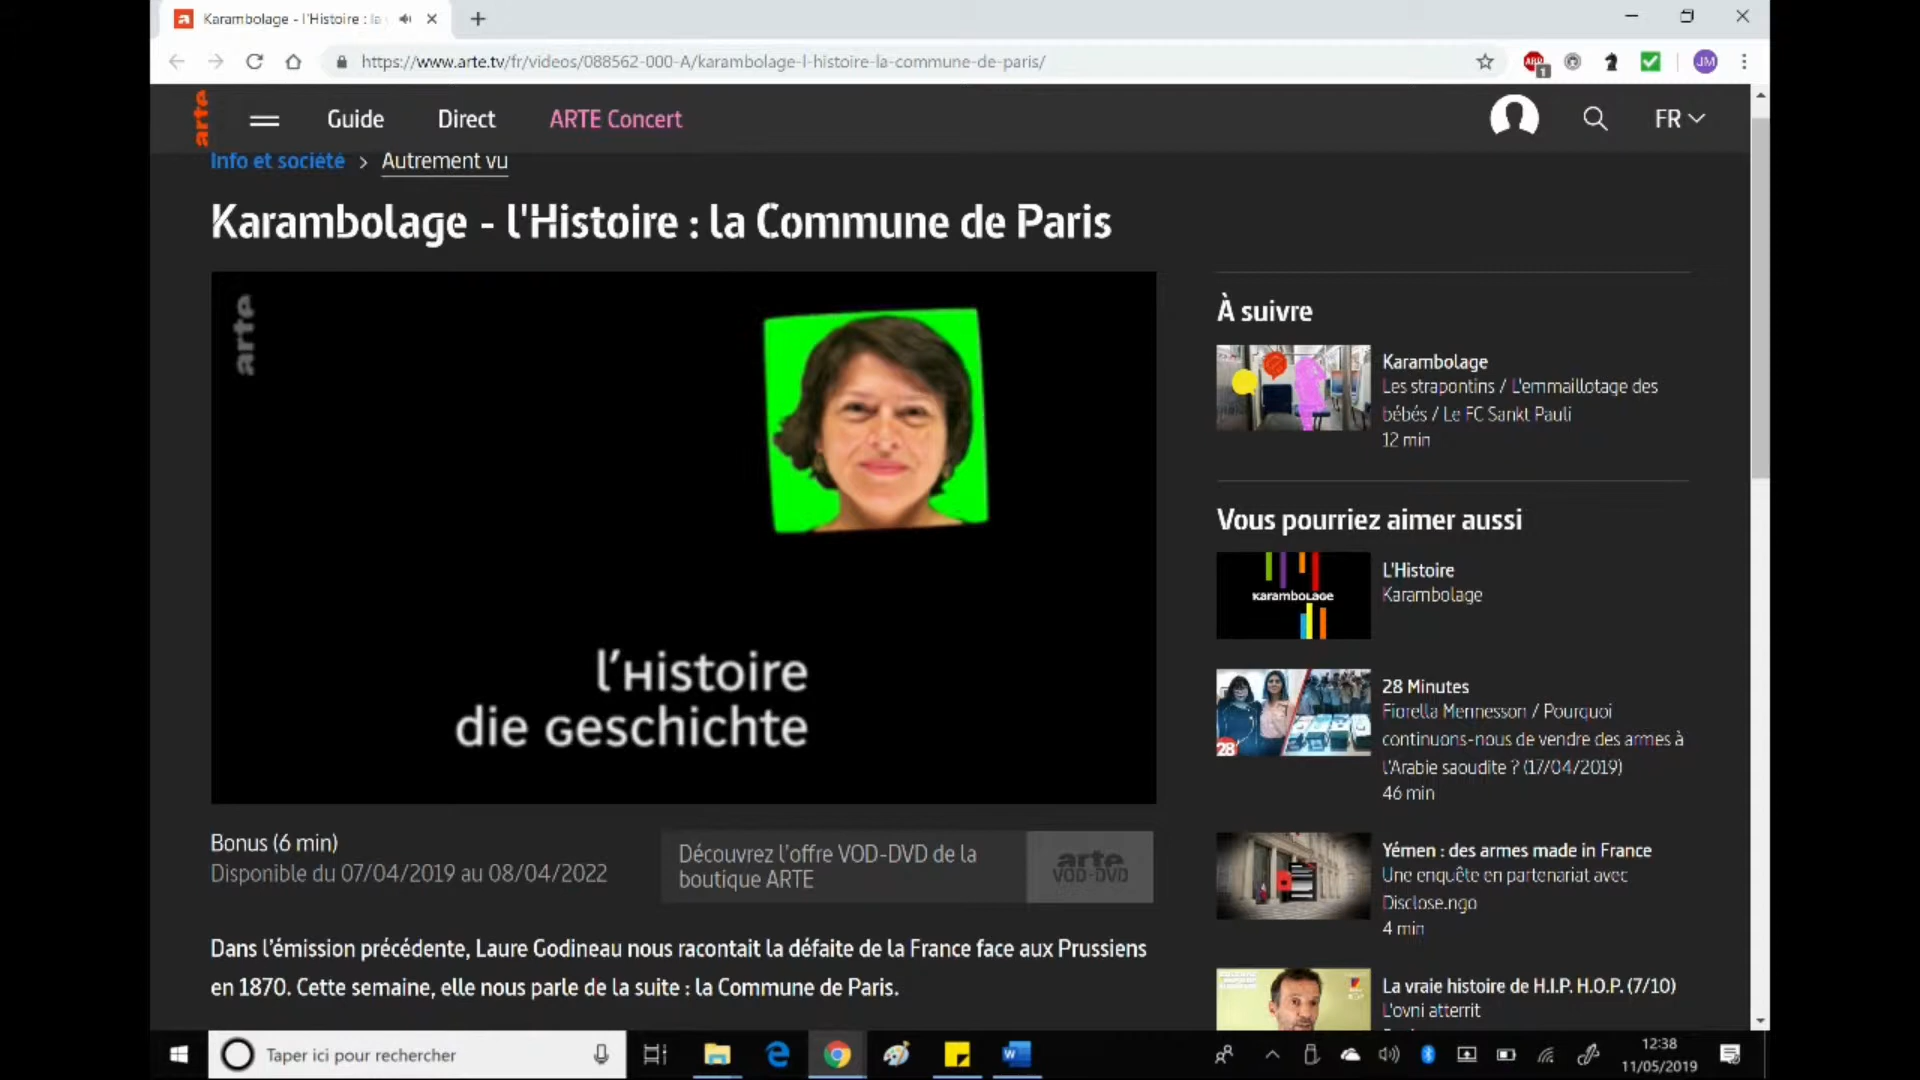 Karambolage - l'Histoire : la
https://www.arte.tv/fr/videos/088562-000-A/karambolage-l-histoire-la-commune-de-paris/
ABP
1
JM
arte
Guide
Direct
ARTE Concert
FR
Info et société > Autrement vu
Karambolage - l'Histoire : la Commune de Paris
arte
l'Histoire
die Geschichte
Bonus (6 min)
Disponible du 07/04/2019 au 08/04/2022
Découvrez l'offre VOD-DVD de la
boutique ARTE
arte
VOD-DVD
Dans l'émission précédente, Laure Godineau nous racontait la défaite de la France face aux Prussiens
en 1870. Cette semaine, elle nous parle de la suite : la Commune de Paris.
À suivre
Karambolage
Les strapontins / L'emmaillotage des
bébés / Le FC Sankt Pauli
12 min
Vous pourriez aimer aussi
karambolage
L'Histoire
Karambolage
28
28 Minutes
Fiorella Mennesson / Pourquoi
continuons-nous de vendre des armes à
l'Arabie saoudite ? (17/04/2019)
46 min
Yémen : des armes made in France
Une enquête en partenariat avec
Disclose.ngo
4 min
La vraie histoire de H.I.P. H.O.P. (7/10)
L'ovni atterrit
Taper ici pour rechercher
12:38
11/05/2019